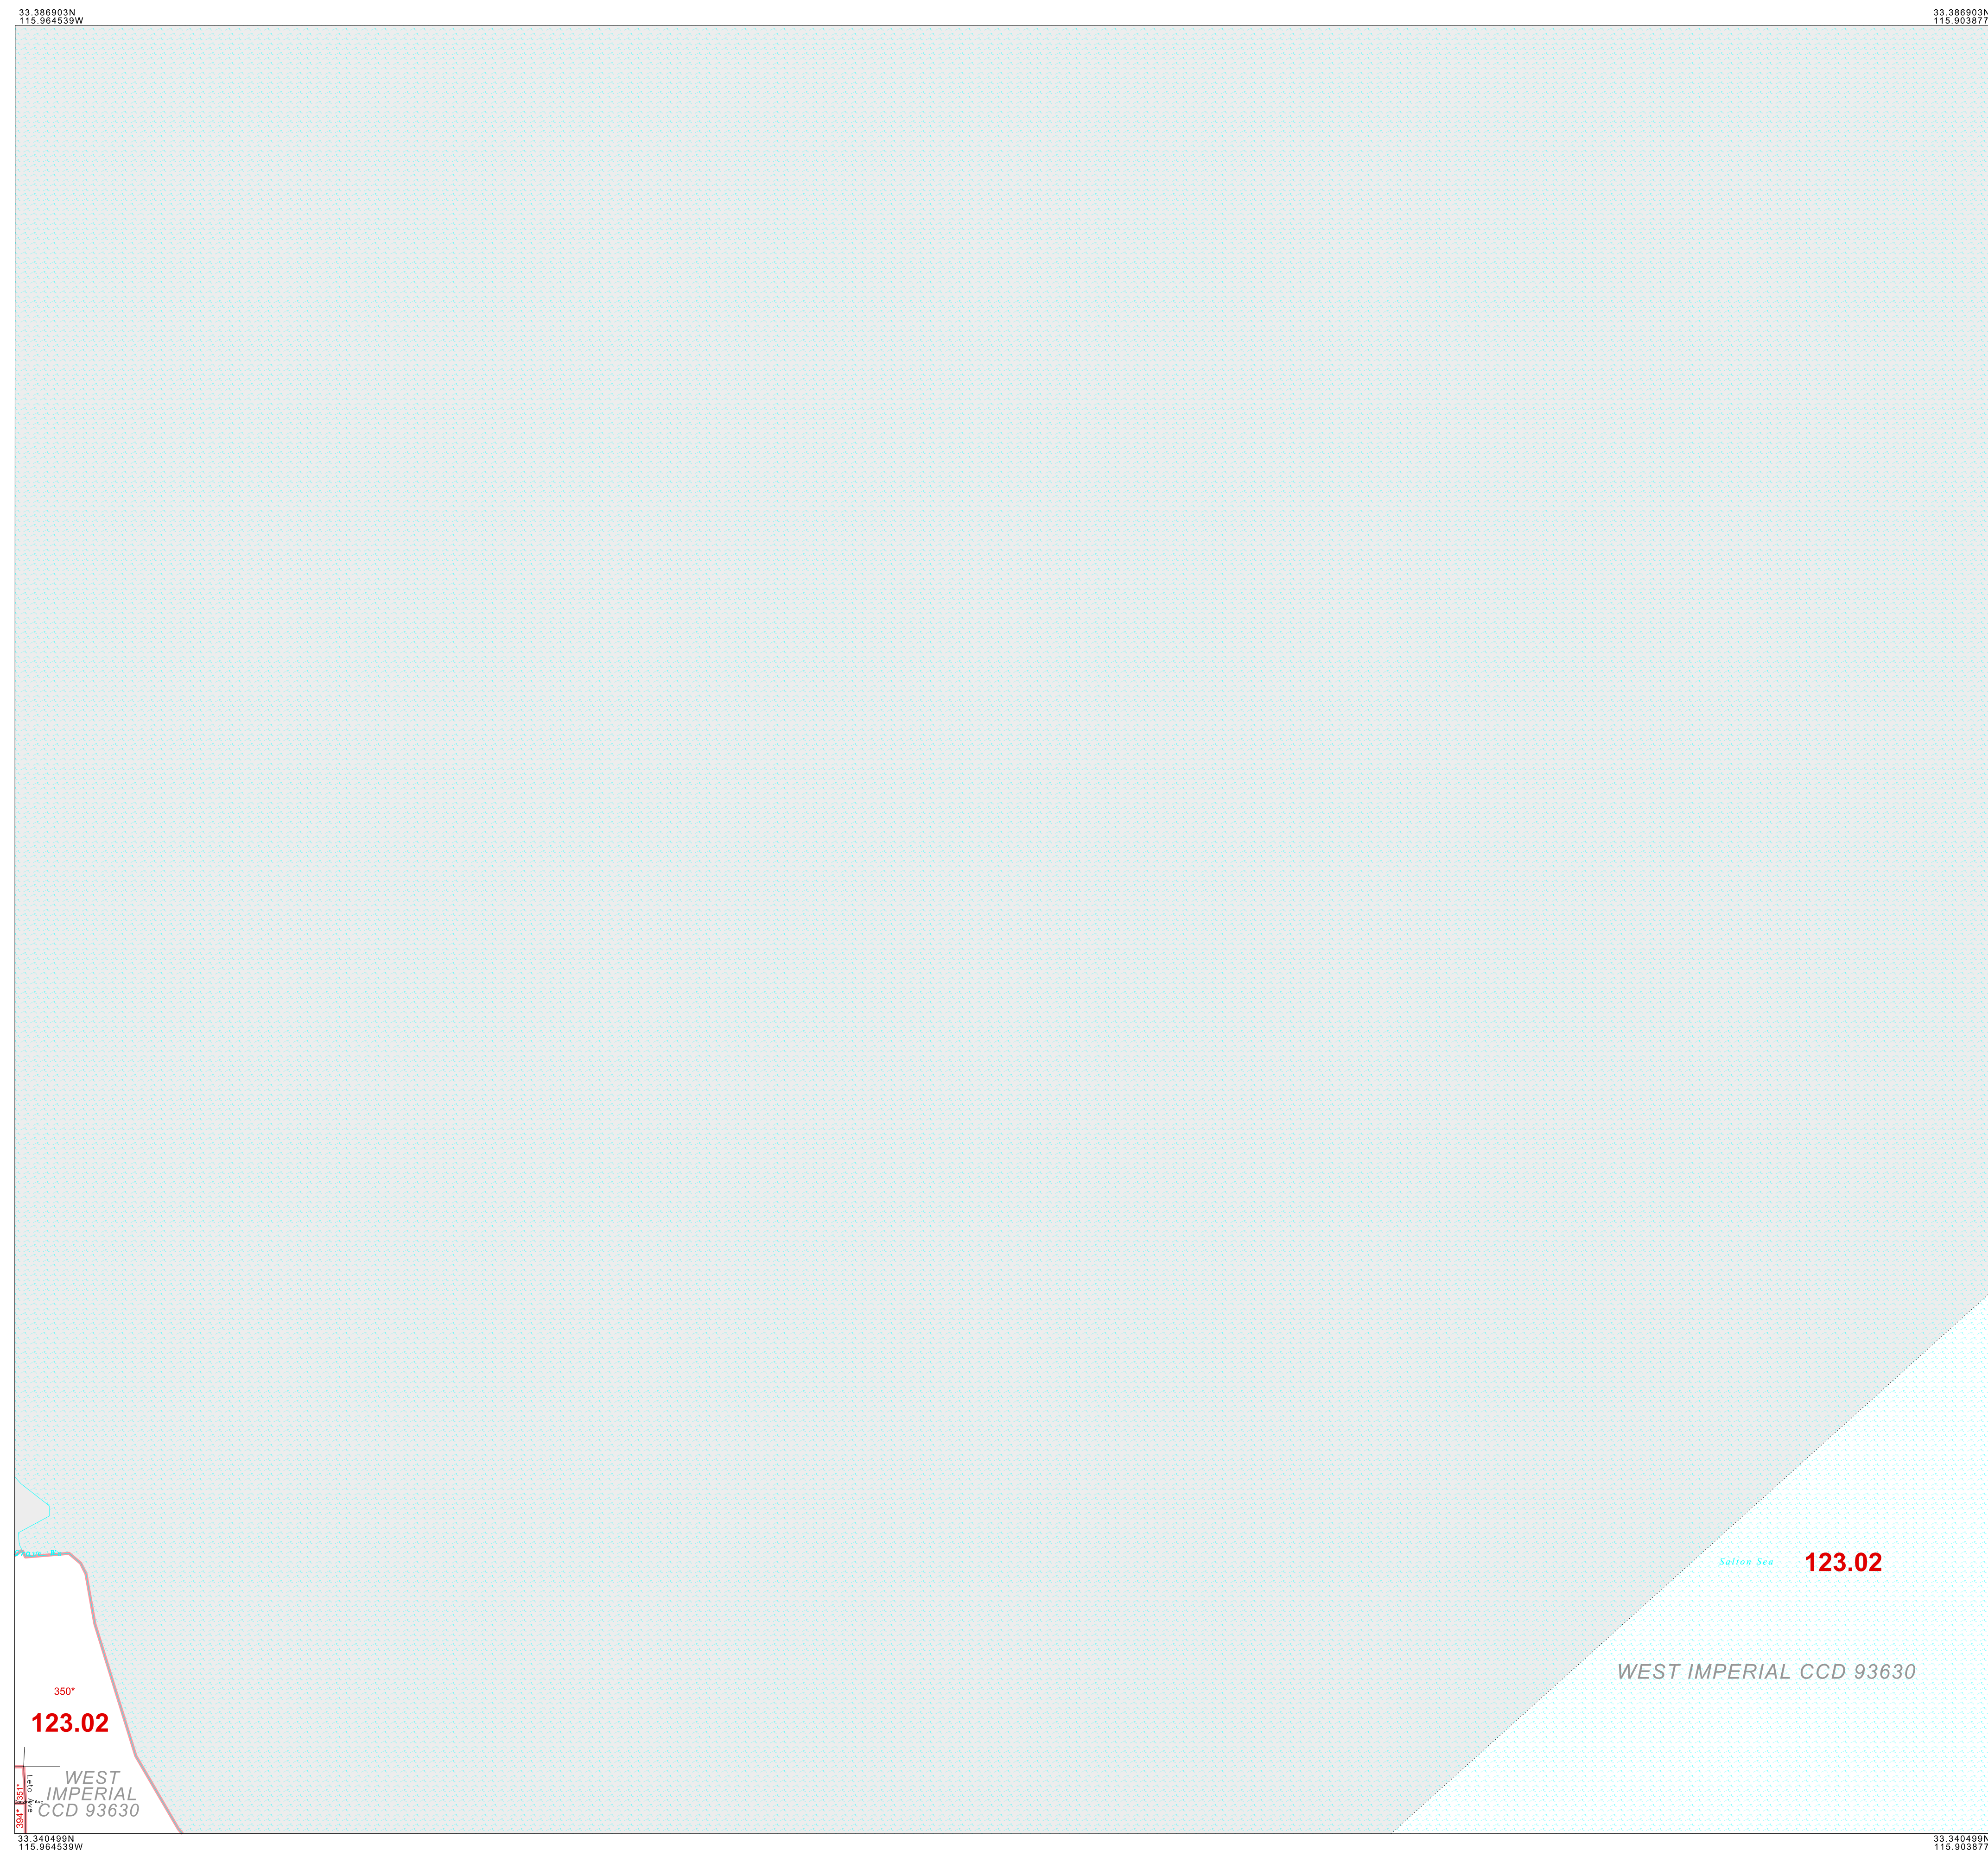 33.386903N
115.964539W
33.386903N
115.903877
Salton Sea
123.02
WEST IMPERIAL CCD 93630
350*
123.02
WEST
IMPERIAL
CCD 93630
351*
Leto Ave
394*
33.340499N
115.964539W
33.340499N
115.903877